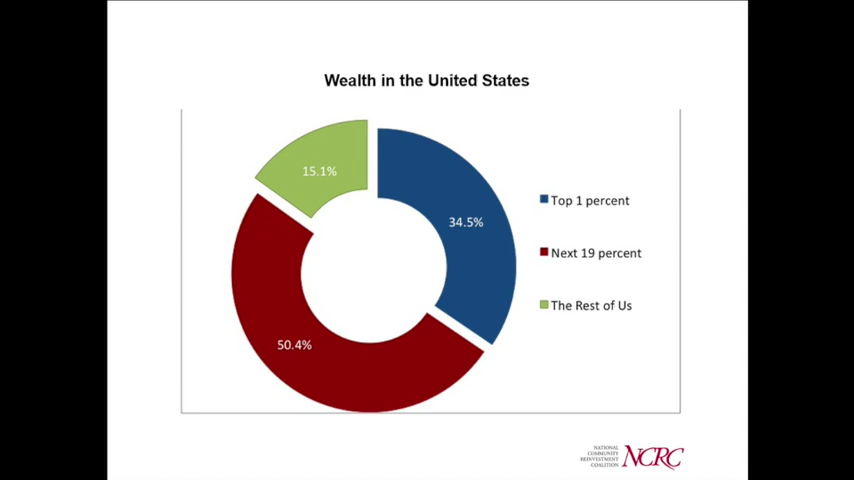 Wealth in the United States
15.1%
34.5%
50.4%
Top 1 percent
Next 19 percent
The Rest of Us
NATIONAL
COMMUNITY
REINVESTMENT
COALITION
NCRC